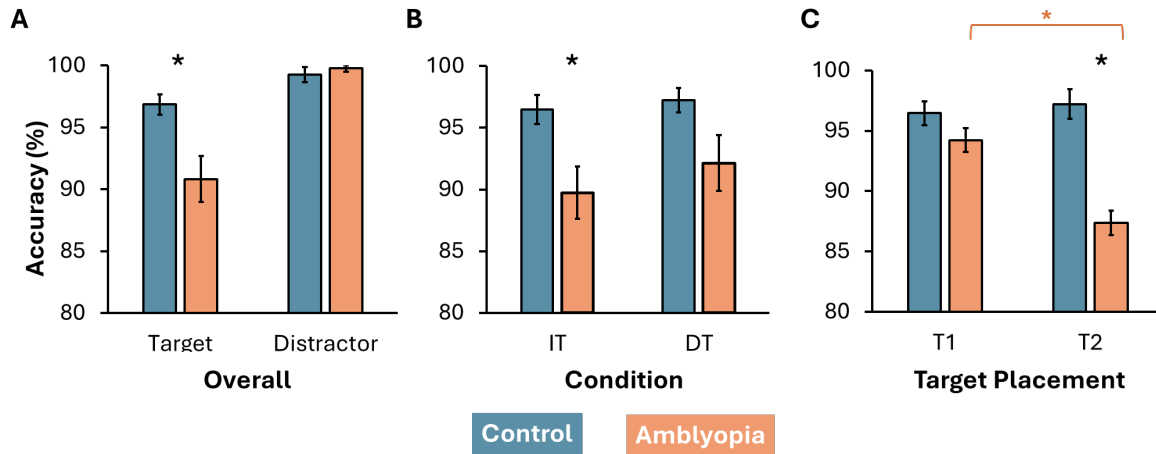 A
B
C
*
*
*
*
Accuracy (%)
100
95
90
85
80
Target
Distractor
Overall
100
95
90
85
80
IT
DT
Condition
100
95
90
85
80
T1
T2
Target Placement
Control
Amblyopia